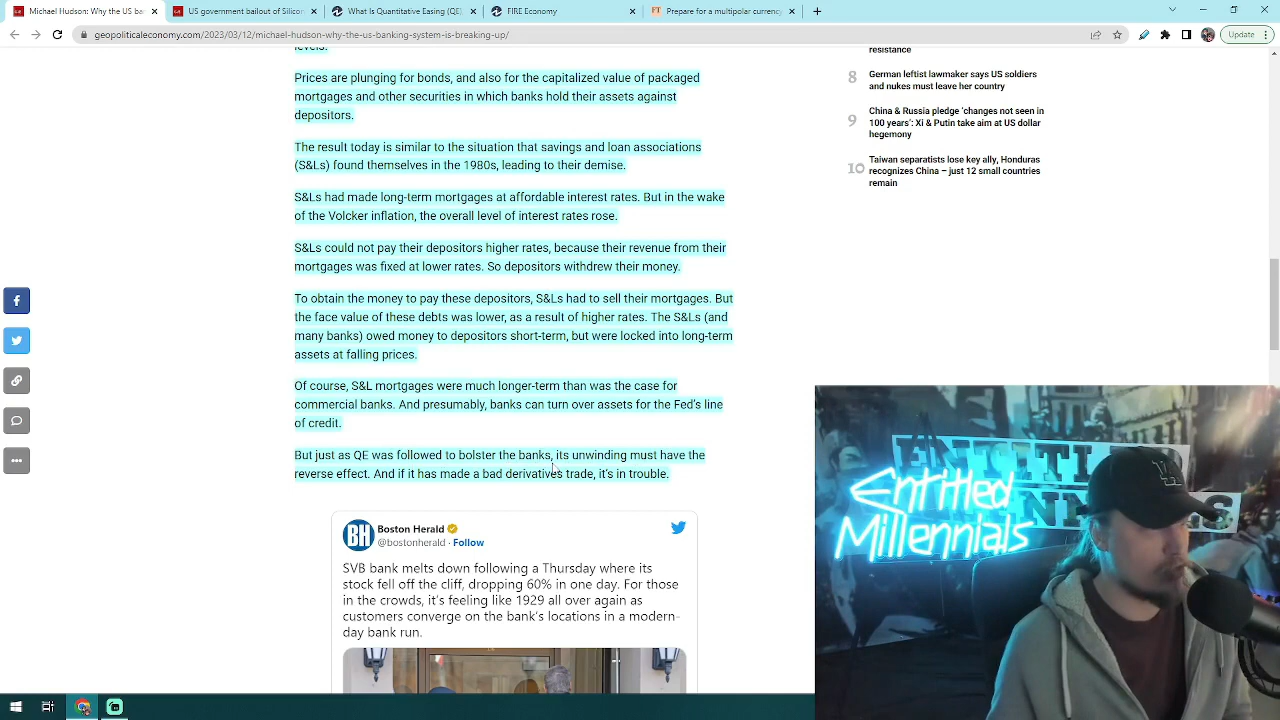 Michael Hudson: Why the US ba
US government bailout of Silicon
What Is Quantitative Easing (QE)
FIRE Economy
FT
Prepare for a multipolar currency
geopoliticaleconomy.com/2023/03/12/michael-hudson-why-the-us-banking-system-is-breaking-up/
Update
levels.
Prices are plunging for bonds, and also for the capitalized value of packaged
mortgages and other securities in which banks hold their assets against
depositors.
The result today is similar to the situation that savings and loan associations
(S&Ls) found themselves in the 1980s, leading to their demise.
S&Ls had made long-term mortgages at affordable interest rates. But in the wake
of the Volcker inflation, the overall level of interest rates rose.
S&Ls could not pay their depositors higher rates, because their revenue from their
mortgages was fixed at lower rates. So depositors withdrew their money.
To obtain the money to pay these depositors, S&Ls had to sell their mortgages. But
the face value of these debts was lower, as a result of higher rates. The S&Ls (and
many banks) owed money to depositors short-term, but were locked into long-term
assets at falling prices.
Of course, S&L mortgages were much longer-term than was the case for
commercial banks. And presumably, banks can turn over assets for the Fed's line
of credit.
But just as QE was followed to bolster the banks, its unwinding must have the
reverse effect. And if it has made a bad derivatives trade, it's in trouble.
BH
Boston Herald
@bostonherald · Follow
SVB bank melts down following a Thursday where its
stock fell off the cliff, dropping 60% in one day. For those
in the crowds, it's feeling like 1929 all over again as
customers converge on the bank's locations in a modern-
day bank run.
resistance
8
German leftist lawmaker says US soldiers
and nukes must leave her country
9
China & Russia pledge 'changes not seen in
100 years': Xi & Putin take aim at US dollar
hegemony
10
Taiwan separatists lose key ally, Honduras
recognizes China – just 12 small countries
remain
Entitled
Millennials
LA